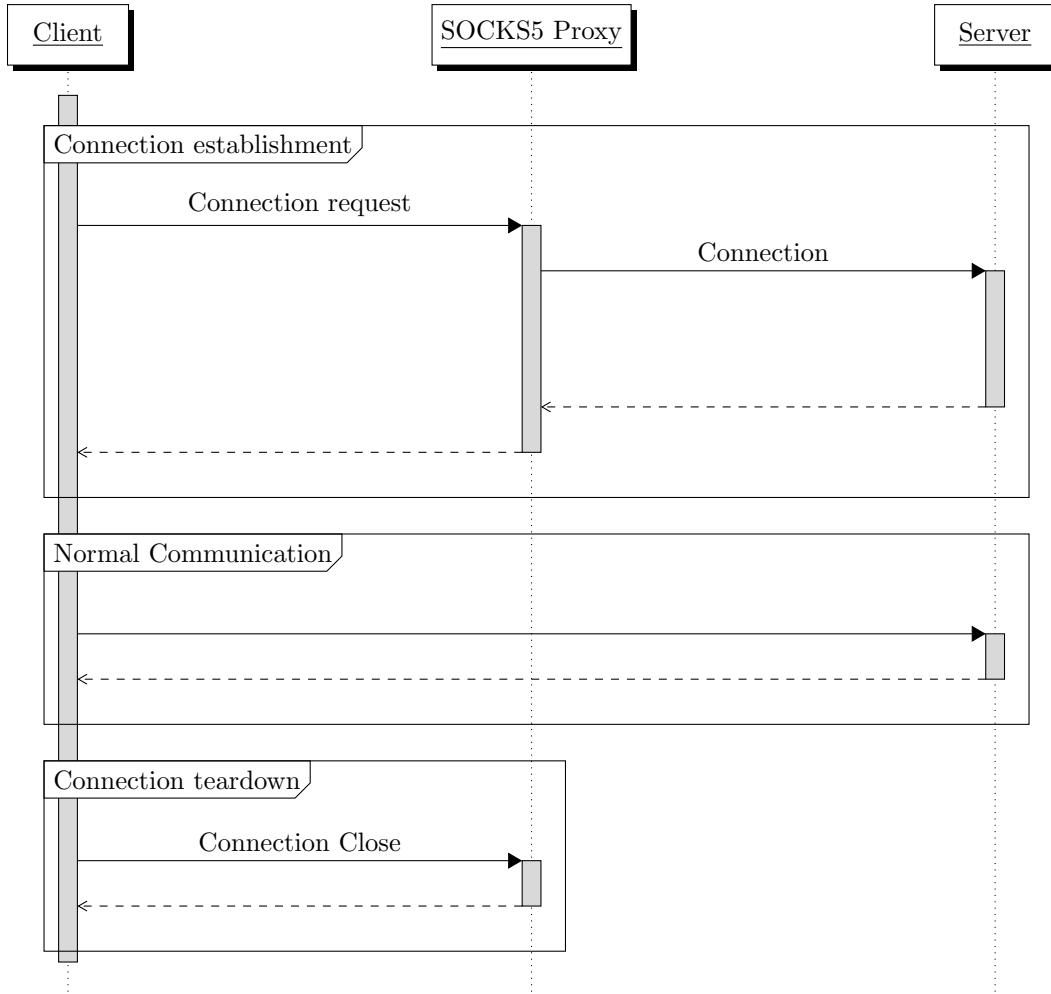 Client
SOCKS5 Proxy
Server
Connection establishment
Connection request
Connection
Normal Communication
Connection teardown
Connection Close